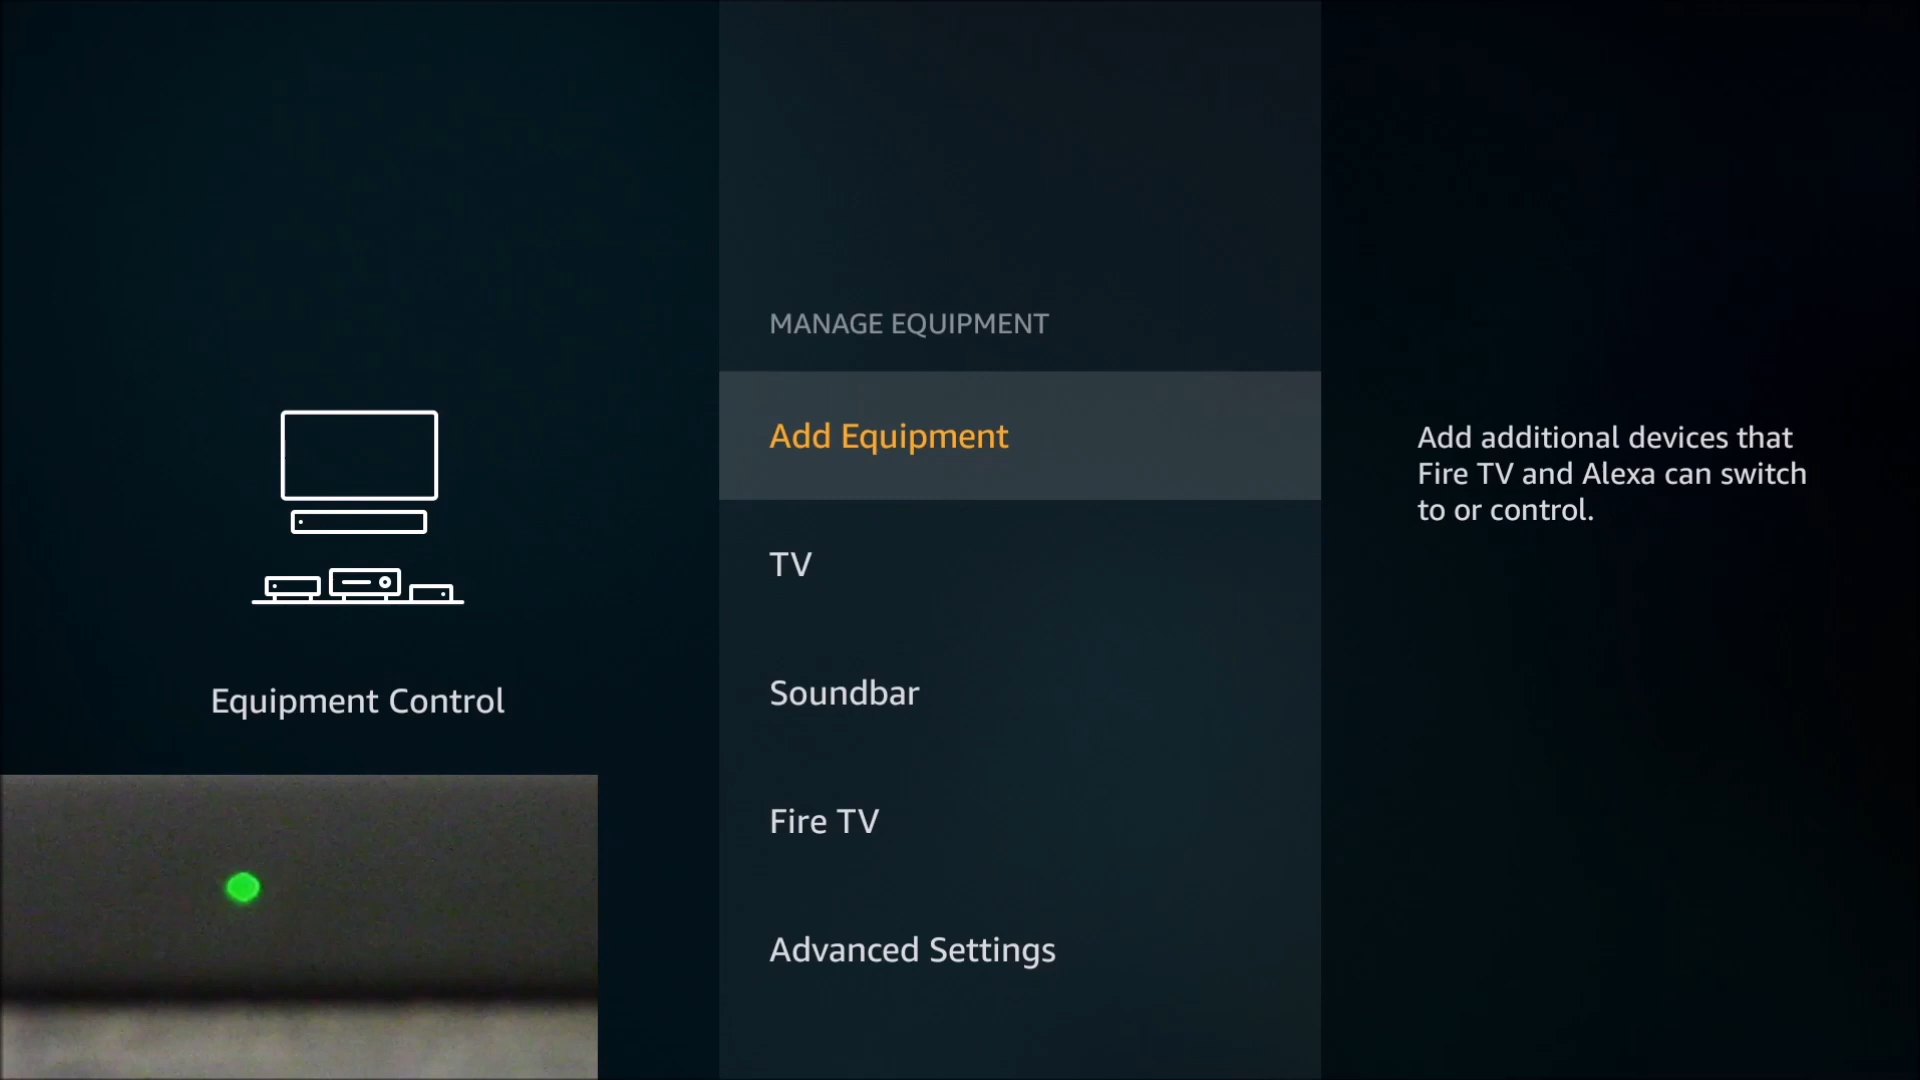 MANAGE EQUIPMENT
Add Equipment
TV
Soundbar
Fire TV
Advanced Settings
Equipment Control
Add additional devices that
Fire TV and Alexa can switch
to or control.